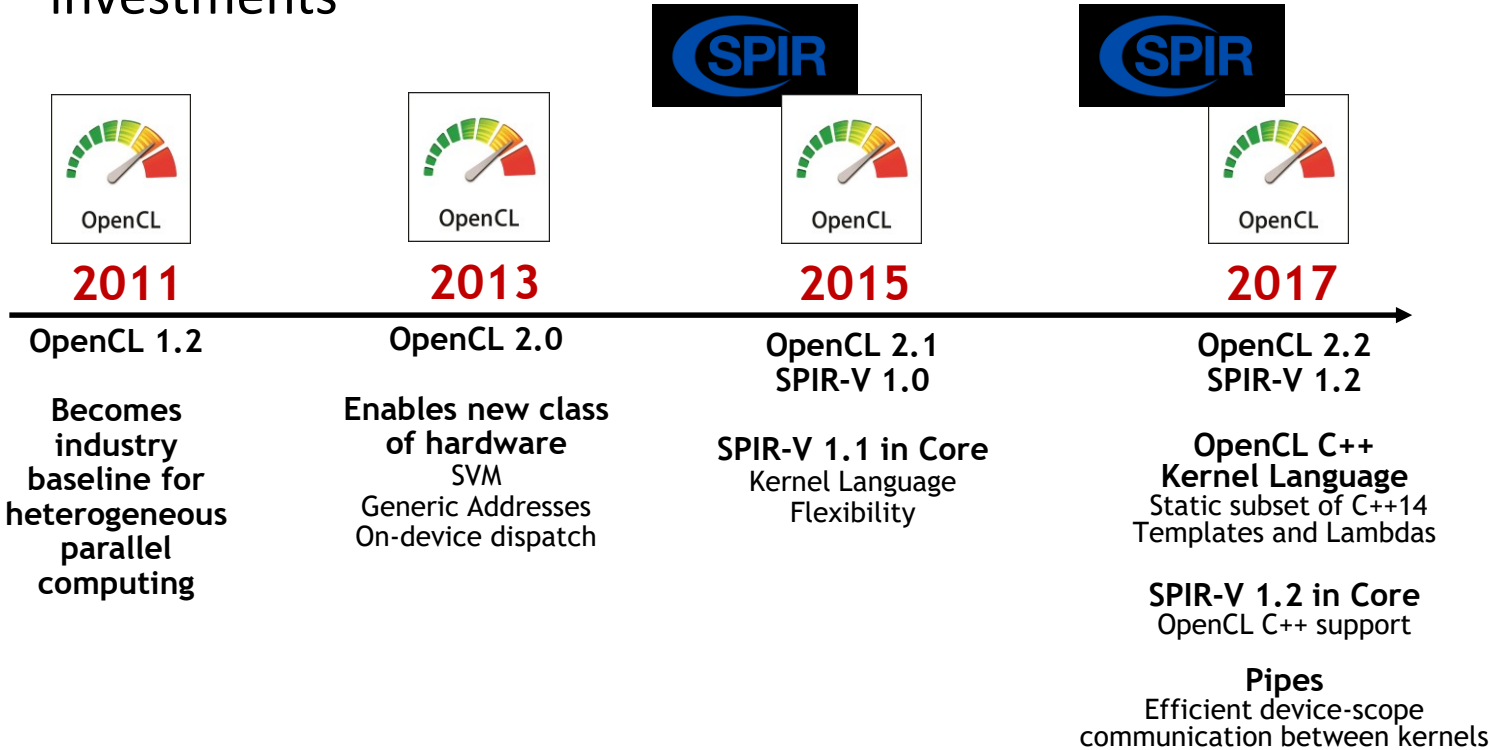 investments
SPIR
SPIR
OpenCL
OpenCL
OpenCL
OpenCL
2011
2013
2015
2017
OpenCL 1.2
Becomes
industry
baseline for
heterogeneous
parallel
computing
OpenCL 2.0
Enables new class
of hardware
SVM
Generic Addresses
On-device dispatch
OpenCL 2.1
SPIR-V 1.0
SPIR-V 1.1 in Core
Kernel Language
Flexibility
OpenCL 2.2
SPIR-V 1.2
OpenCL C++
Kernel Language
Static subset of C++14
Templates and Lambdas
SPIR-V 1.2 in Core
OpenCL C++ support
Pipes
Efficient device-scope
communication between kernels